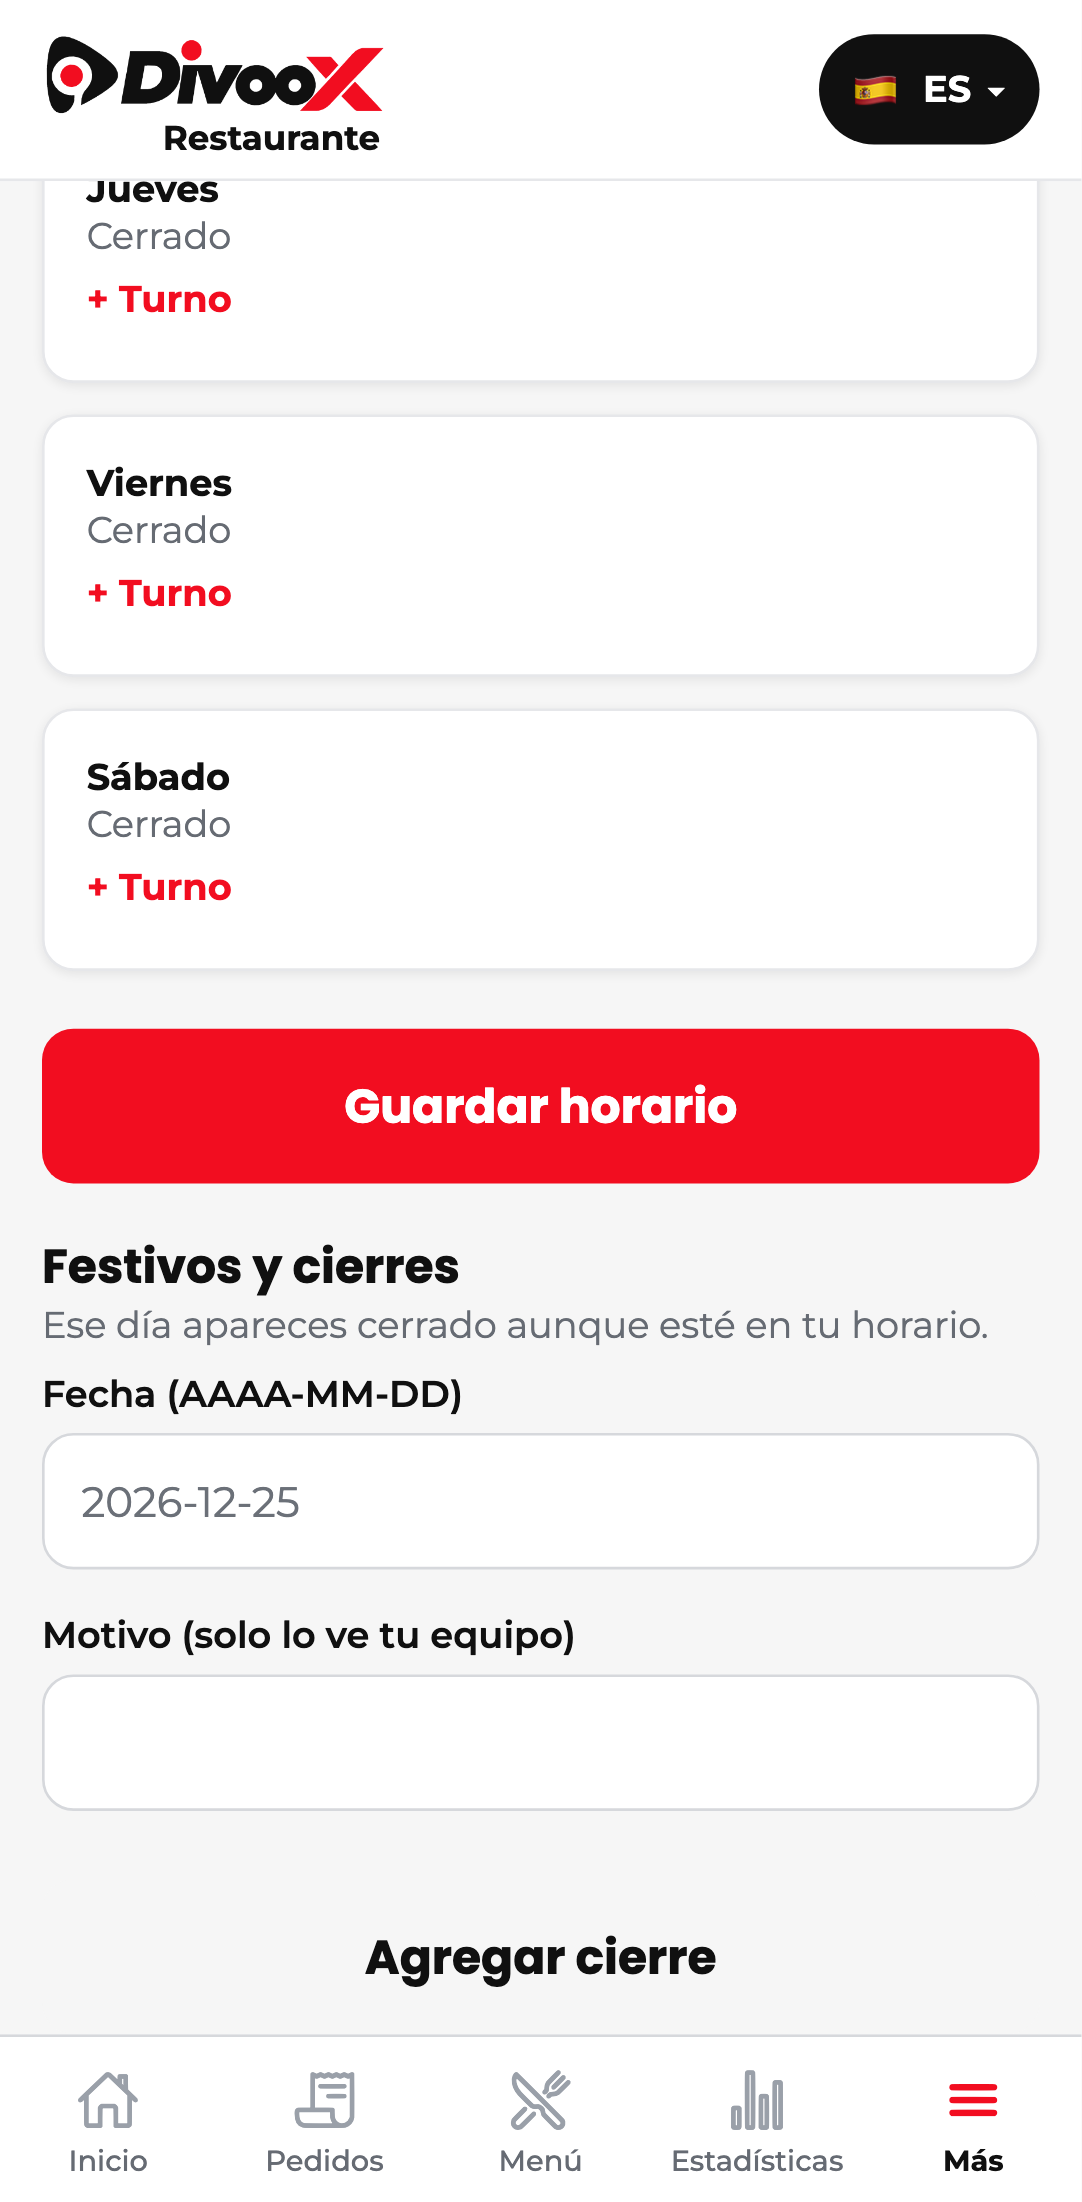 DivooX
Restaurante
ES
Jueves
Cerrado
+ Turno
Viernes
Cerrado
+ Turno
Sábado
Cerrado
+ Turno
Guardar horario
Festivos y cierres
Ese día apareces cerrado aunque esté en tu horario.
Fecha (AAAA-MM-DD)
2026-12-25
Motivo (solo lo ve tu equipo)
Agregar cierre
Inicio
Pedidos
Menú
Estadísticas
Más